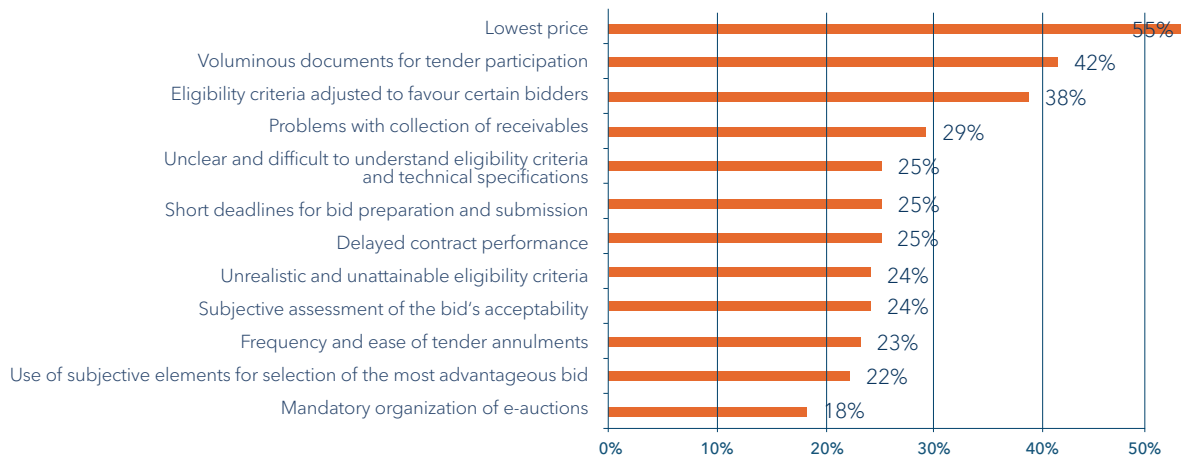 Lowest price 55%
Voluminous documents for tender participation 42%
Eligibility criteria adjusted to favour certain bidders 38%
Problems with collection of receivables 29%
Unclear and difficult to understand eligibility criteria
and technical specifications 25%
Short deadlines for bid preparation and submission 25%
Delayed contract performance 25%
Unrealistic and unattainable eligibility criteria 24%
Subjective assessment of the bid’s acceptability 24%
Frequency and ease of tender annulments 23%
Use of subjective elements for selection of the most advantageous bid 22%
Mandatory organization of e-auctions 18%
0% 10% 20% 30% 40% 50%